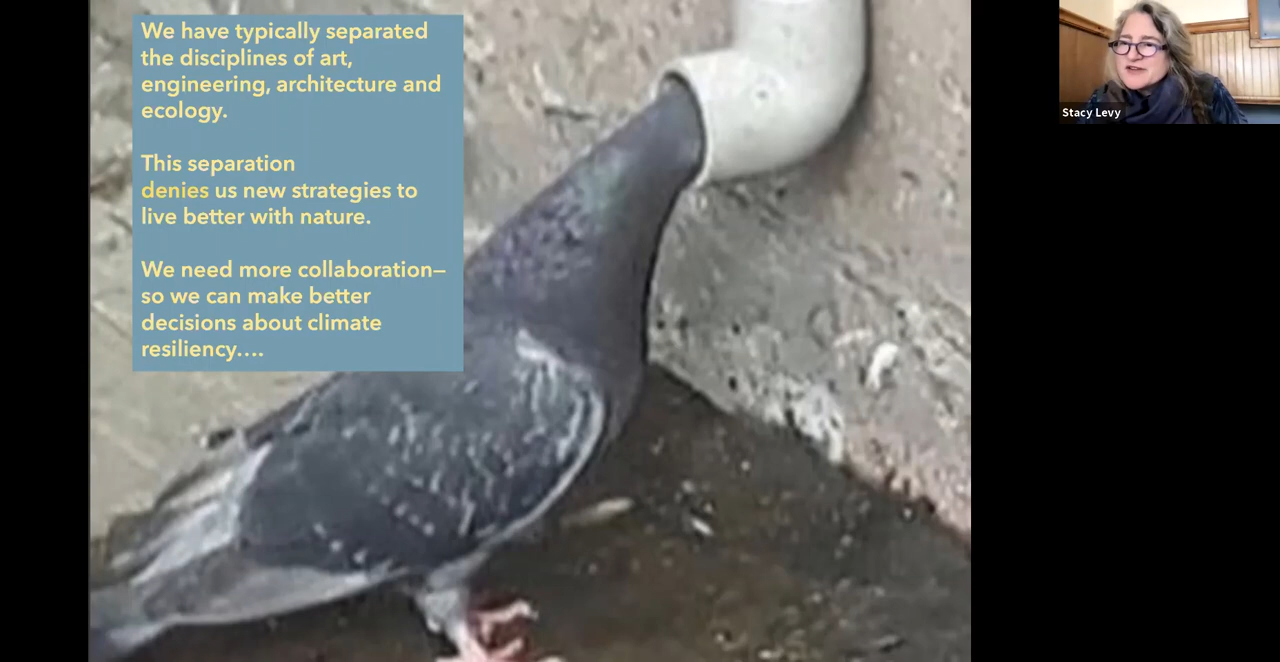 We have typically separated
the disciplines of art,
engineering, architecture and
ecology.
This separation
denies us new strategies to
live better with nature.
We need more collaboration—
so we can make better
decisions about climate
resiliency....
Stacy Levy